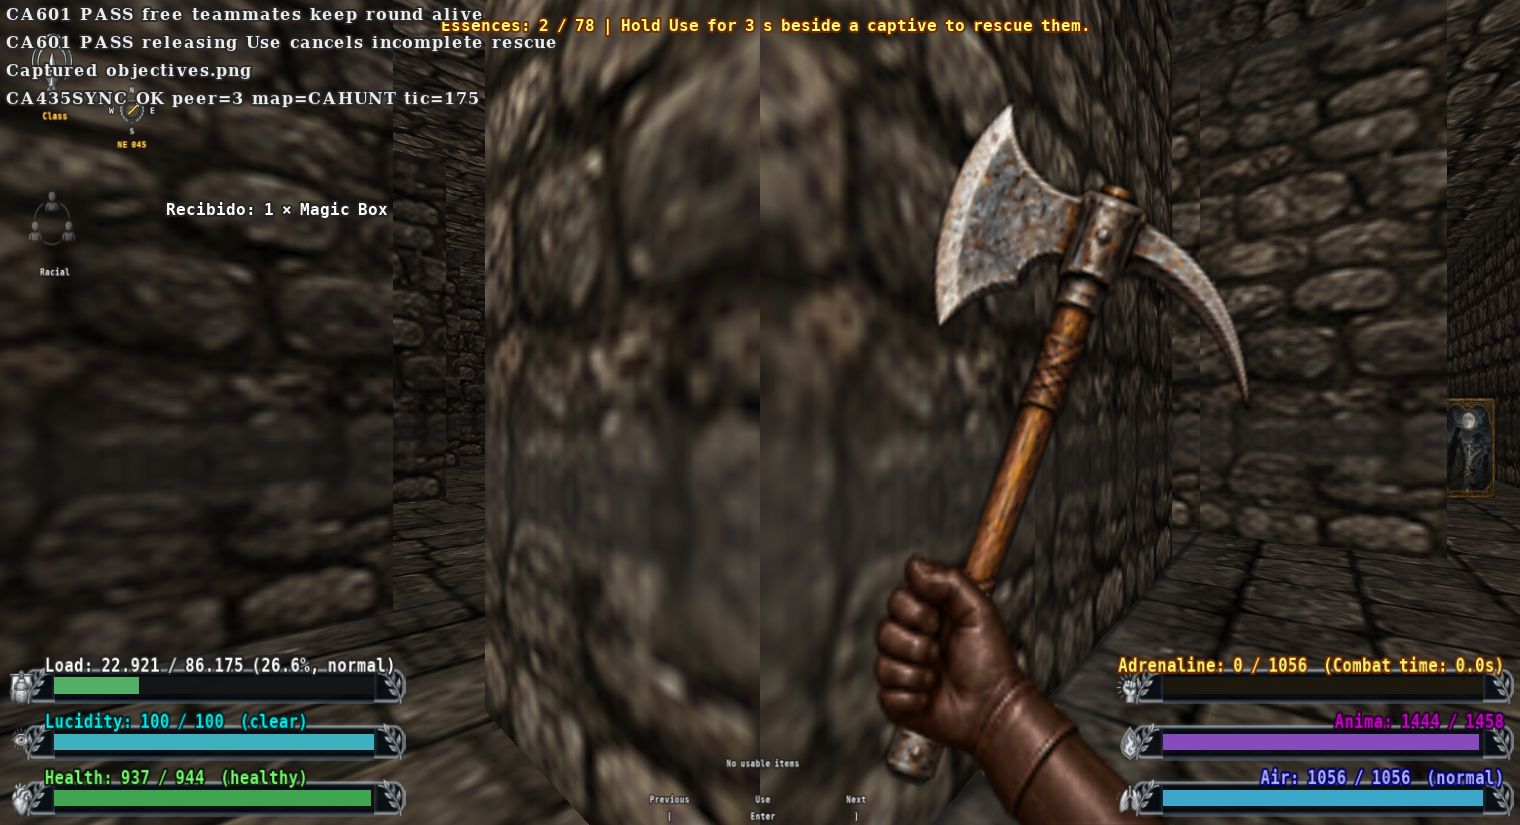 CA601 PASS free teammates keep round alive
Essences: 2 / 78 | Hold Use for 3 s beside a captive to rescue them.
CA601 PASS releasing Use cancels incomplete rescue
Captured objectives.png
CA435SYNC OK peer=3 map=CAHUNT tic=175
N
W E
S
Class
NE 045
Recibido: 1 × Magic Box
Racial
Load: 22.921 / 86.175 (26.6%, normal)
Lucidity: 100 / 100 (clear)
Health: 937 / 944 (healthy)
Adrenaline: 0 / 1056 (Combat time: 0.0s)
Anima: 1444 / 1458
Air: 1056 / 1056 (normal)
No usable items
Previous Use Next
[ Enter ]